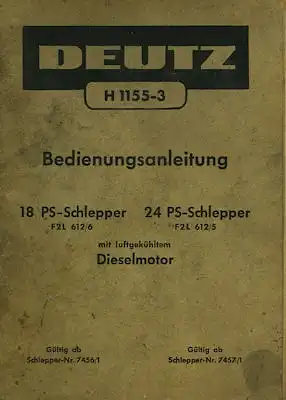 DEUTZ
H 1155-3
Bedienungsanleitung
18 PS-Schlepper 24 PS-Schlepper
F2L 612/6 F2L 612/5
mit luftgekühltem
Dieselmotor
Gültig ab Gültig ab
Schlepper-Nr. 7456/1 Schlepper-Nr. 7457/1